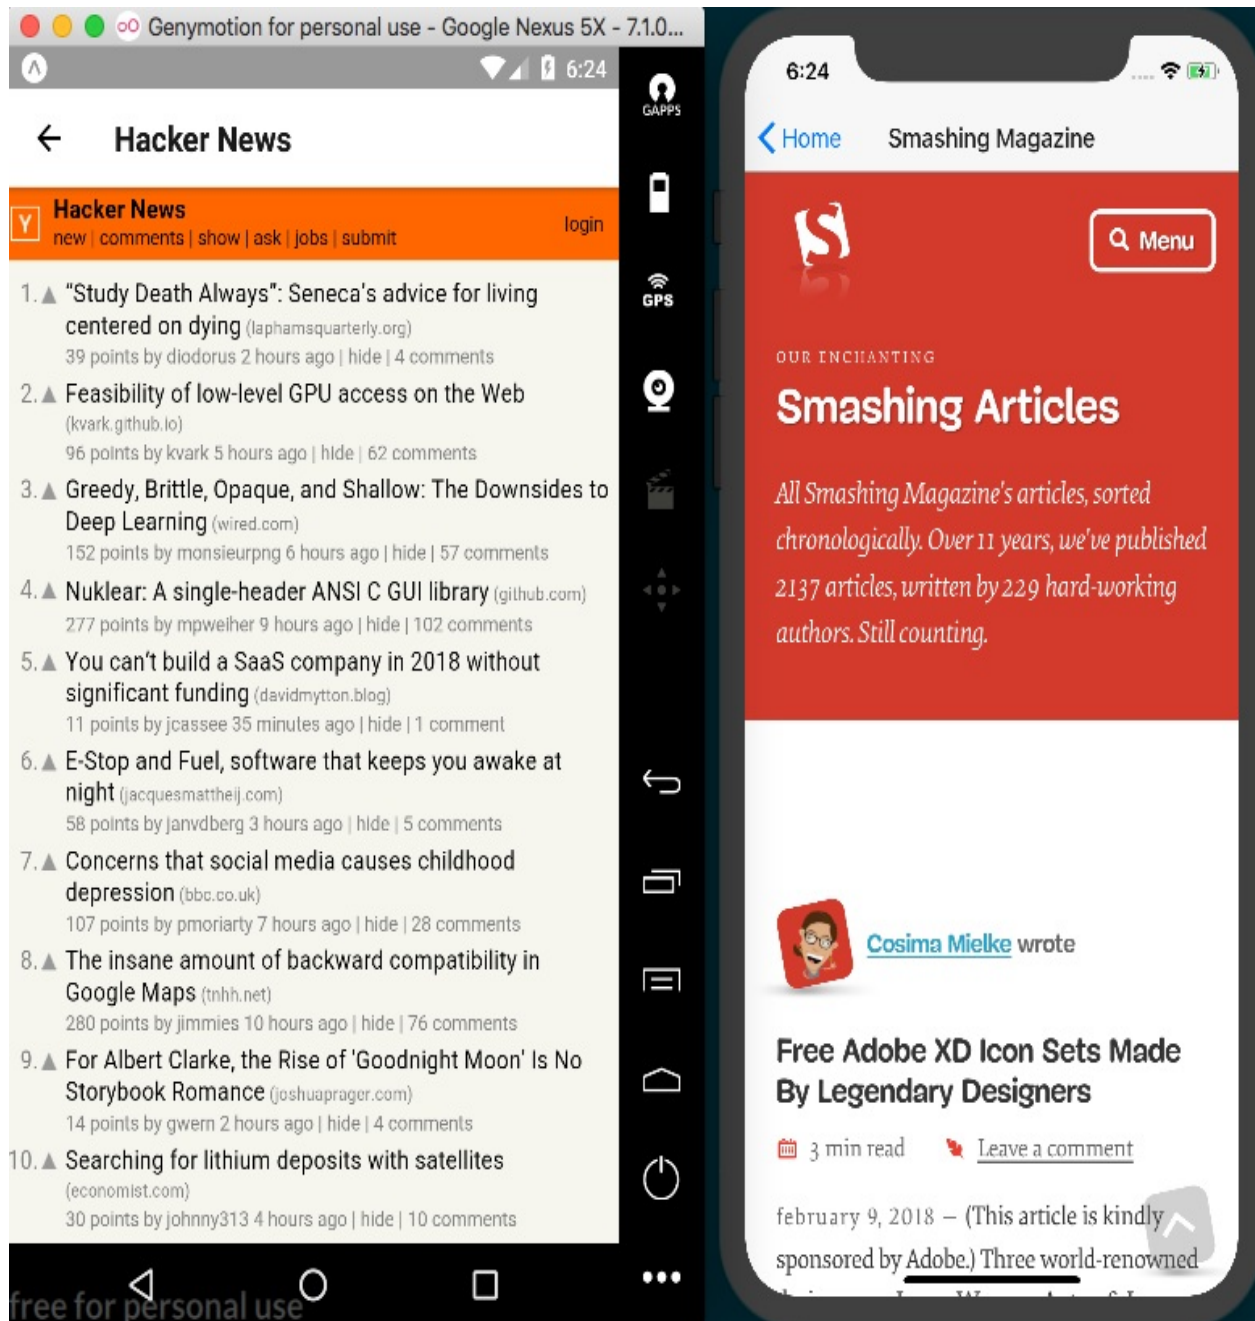 Genymotion for personal use - Google Nexus 5X - 7.1.0...
6:24
Hacker News
Y
Hacker News
new | comments | show | ask | jobs | submit
login
1. ▲ “Study Death Always”: Seneca’s advice for living
centered on dying (laphamsquarterly.org)
39 points by diodorus 2 hours ago | hide | 4 comments
2. ▲ Feasibility of low-level GPU access on the Web
(kvark.github.io)
96 points by kvark 5 hours ago | hide | 62 comments
3. ▲ Greedy, Brittle, Opaque, and Shallow: The Downsides to
Deep Learning (wired.com)
152 points by monsieurpng 6 hours ago | hide | 57 comments
4. ▲ Nuklear: A single-header ANSI C GUI library (github.com)
277 points by mpweiher 9 hours ago | hide | 102 comments
5. ▲ You can’t build a SaaS company in 2018 without
significant funding (davidmytton.blog)
11 points by jcassee 35 minutes ago | hide | 1 comment
6. ▲ E-Stop and Fuel, software that keeps you awake at
night (jacquesmattheij.com)
58 points by janvdberg 3 hours ago | hide | 5 comments
7. ▲ Concerns that social media causes childhood
depression (bbc.co.uk)
107 points by pmoriarty 7 hours ago | hide | 28 comments
8. ▲ The insane amount of backward compatibility in
Google Maps (tnhh.net)
280 points by jimmies 10 hours ago | hide | 76 comments
9. ▲ For Albert Clarke, the Rise of 'Goodnight Moon' Is No
Storybook Romance (joshuaprager.com)
14 points by gwern 2 hours ago | hide | 4 comments
10. ▲ Searching for lithium deposits with satellites
(economist.com)
30 points by johnny313 4 hours ago | hide | 10 comments
free for personal use
GAPPS
GPS
6:24
Home
Smashing Magazine
Menu
OUR ENCHANTING
Smashing Articles
All Smashing Magazine's articles, sorted
chronologically. Over 11 years, we've published
2137 articles, written by 229 hard-working
authors. Still counting.
Cosima Mielke wrote
Free Adobe XD Icon Sets Made
By Legendary Designers
3 min read
Leave a comment
february 9, 2018 — (This article is kindly
sponsored by Adobe.) Three world-renowned